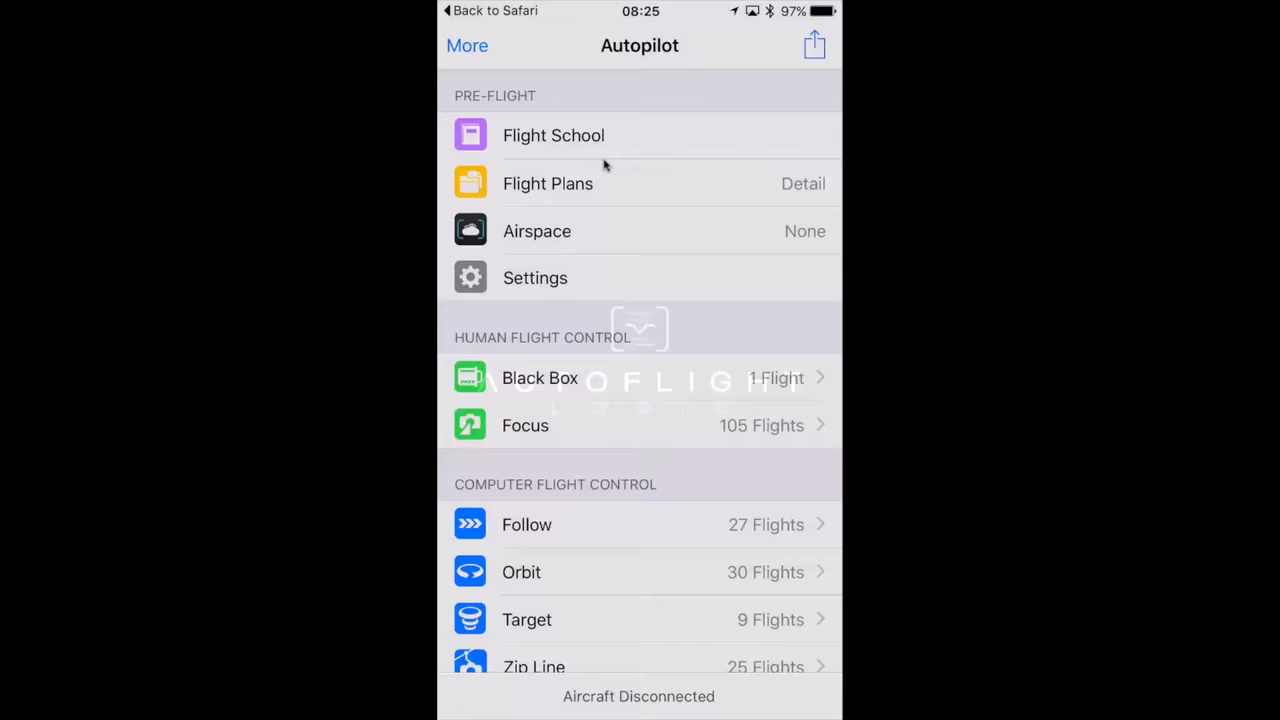 Back to Safari 08:25 97%
More Autopilot
PRE-FLIGHT
Flight School
Flight Plans Detail
Airspace None
Settings
HUMAN FLIGHT CONTROL
Black Box 1 Flight
AUTOFLIGHT
Focus 105 Flights
COMPUTER FLIGHT CONTROL
Follow 27 Flights
Orbit 30 Flights
Target 9 Flights
Zip Line 25 Flights
Aircraft Disconnected